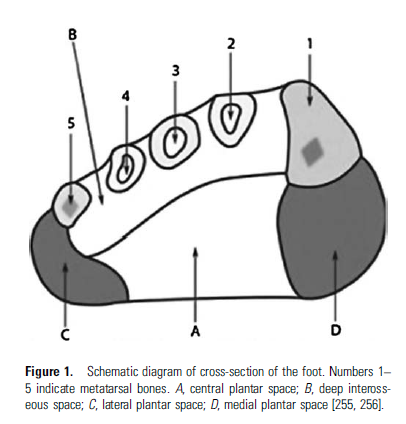 B
1
2
3
4
5
C
A
D
Figure 1. Schematic diagram of cross-section of the foot. Numbers 1–
5 indicate metatarsal bones. A, central plantar space; B, deep inteross-
eous space; C, lateral plantar space; D, medial plantar space [255, 256].